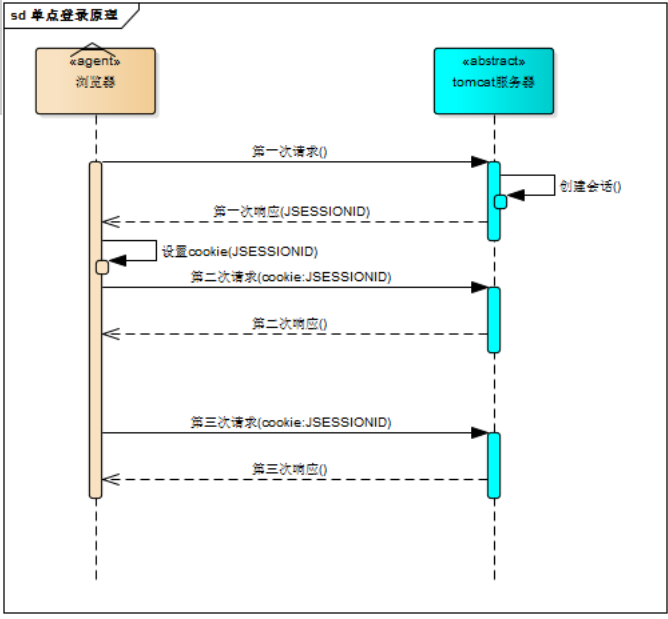 sd 单点登录原理
«agent»
浏览器
«abstract»
tomcat服务器
第一次请求()
创建会话()
第一次响应(JSESSIONID)
设置cookie(JSESSIONID)
第二次请求(cookie:JSESSIONID)
第二次响应()
第三次请求(cookie:JSESSIONID)
第三次响应()